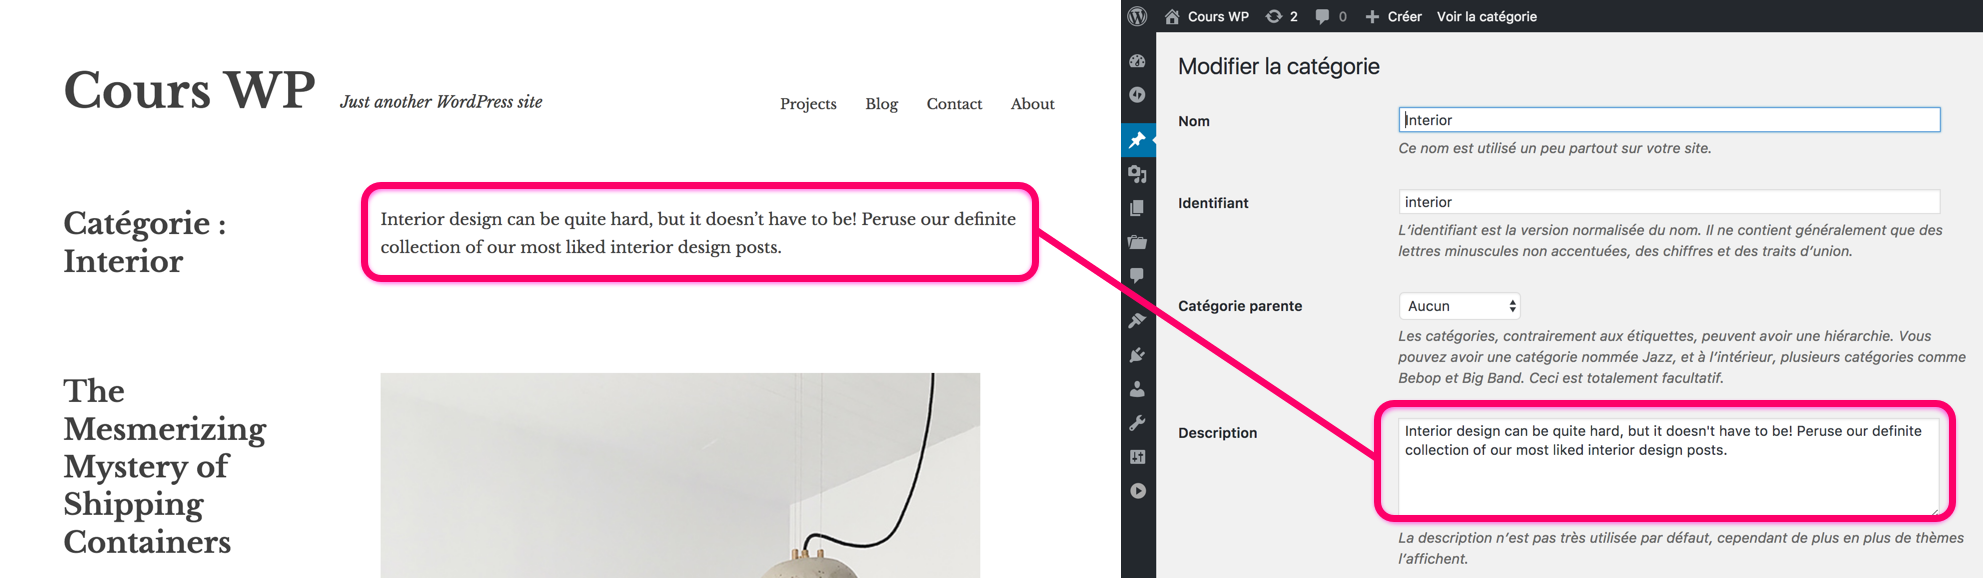 Cours WP
Just another WordPress site
Projects
Blog
Contact
About
Catégorie :
Interior
Interior design can be quite hard, but it doesn’t have to be! Peruse our definite
collection of our most liked interior design posts.
The
Mesmerizing
Mystery of
Shipping
Containers
Cours WP
2
0
Créer
Voir la catégorie
Modifier la catégorie
Nom
Interior
Ce nom est utilisé un peu partout sur votre site.
Identifiant
interior
L’identifiant est la version normalisée du nom. Il ne contient généralement que des
lettres minuscules non accentuées, des chiffres et des traits d’union.
Catégorie parente
Aucun
Les catégories, contrairement aux étiquettes, peuvent avoir une hiérarchie. Vous
pouvez avoir une catégorie nommée Jazz, et à l’intérieur, plusieurs catégories comme
Bebop et Big Band. Ceci est totalement facultatif.
Description
Interior design can be quite hard, but it doesn't have to be! Peruse our definite
collection of our most liked interior design posts.
La description n’est pas très utilisée par défaut, cependant de plus en plus de thèmes
l’affichent.